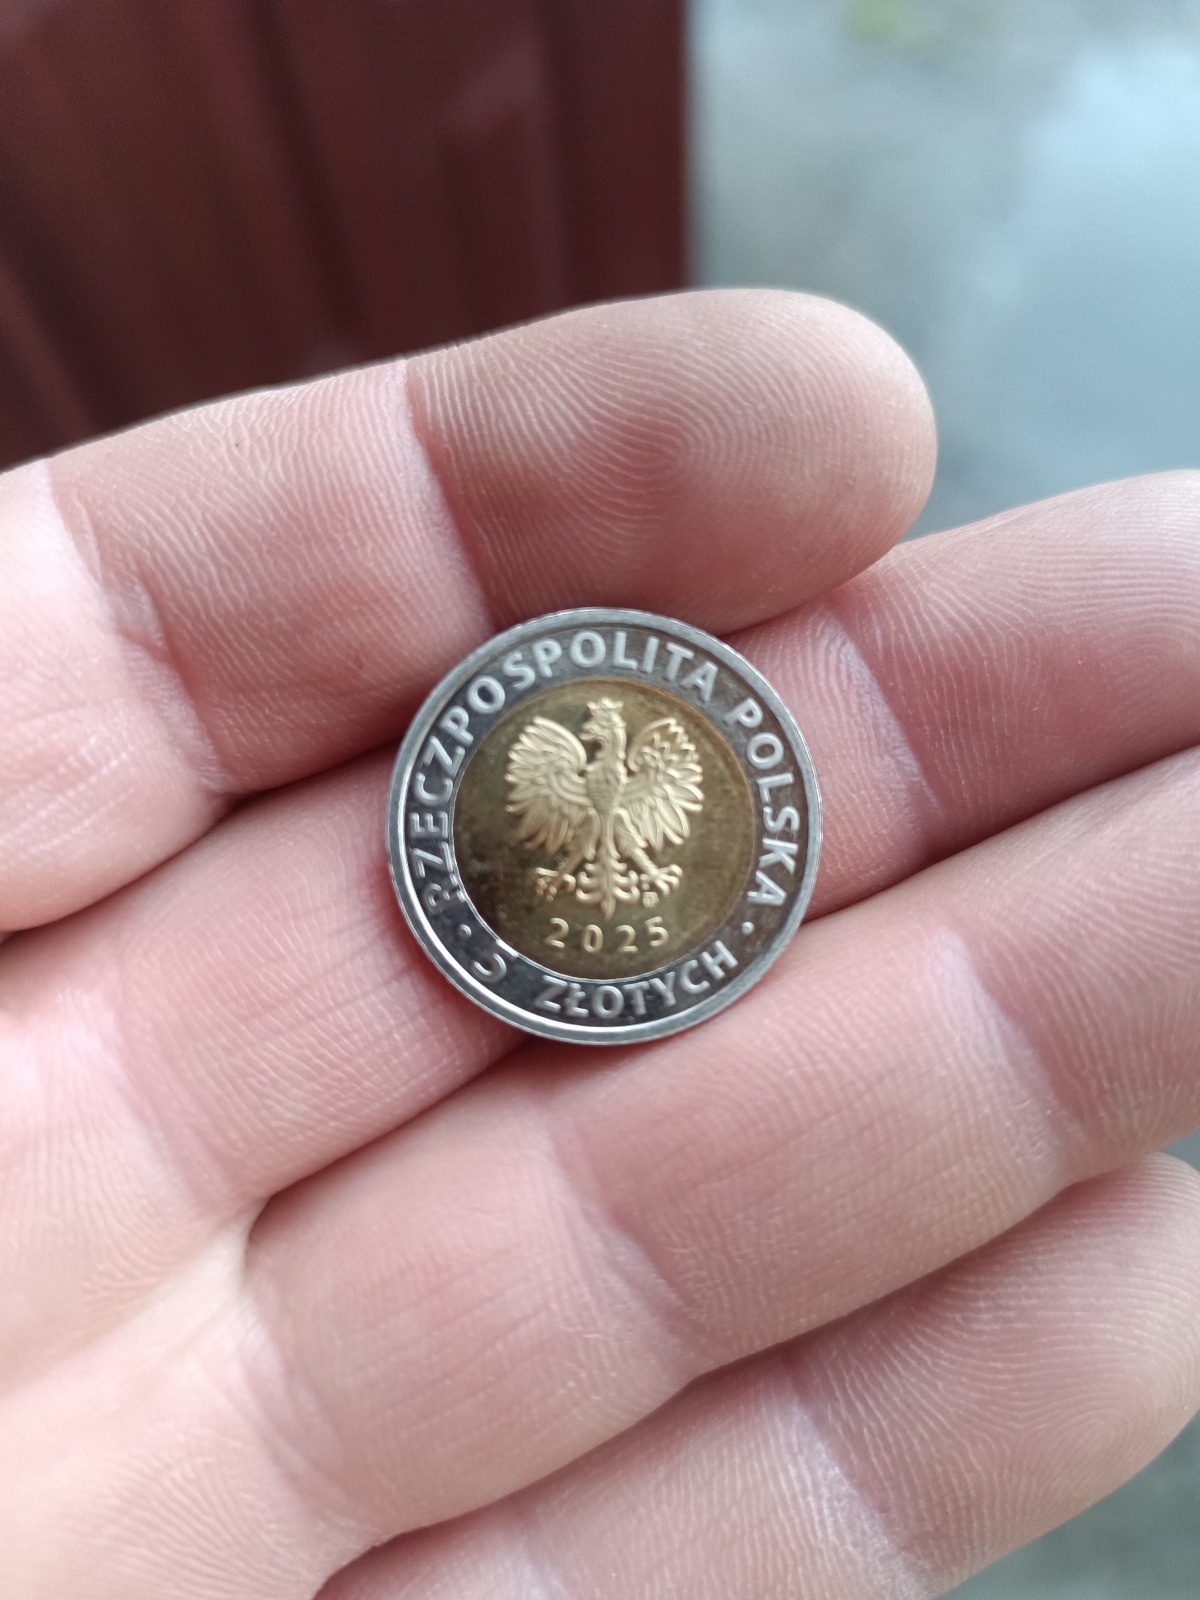 RZECZPOSPOLITA POLSKA
2025
· 5 ZŁOTYCH ·